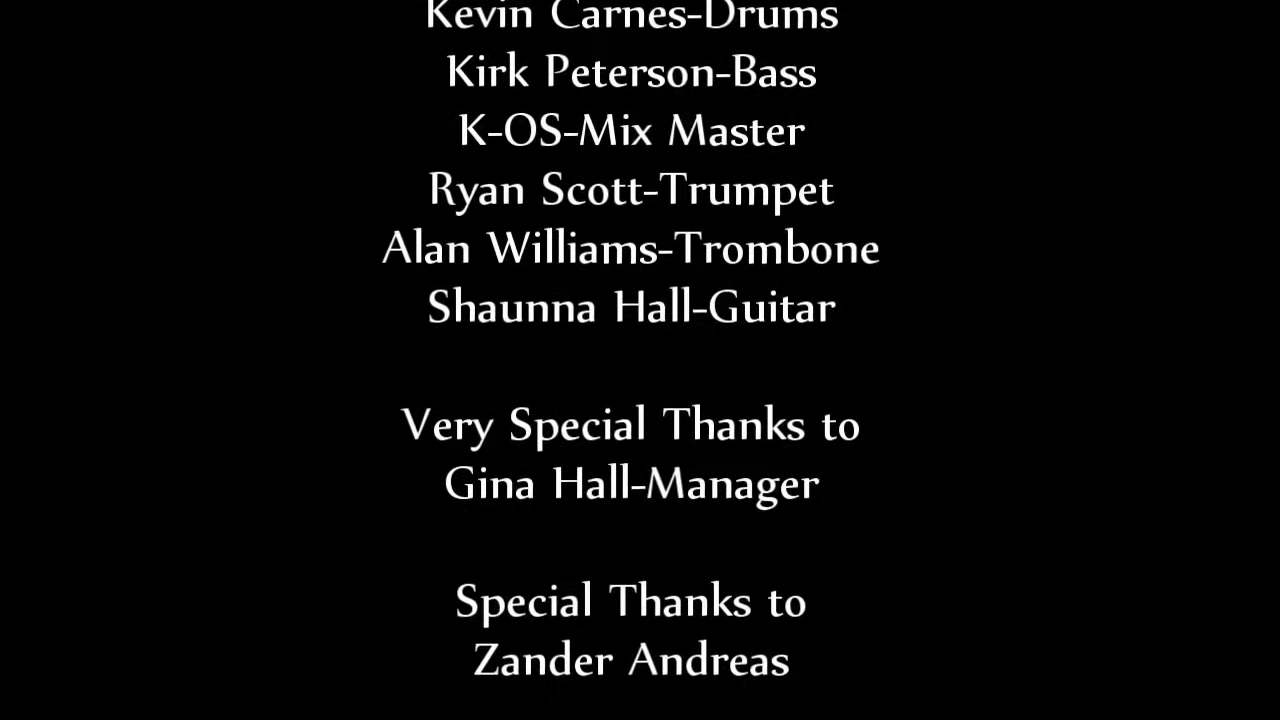 Kevin Carnes-Drums
Kirk Peterson-Bass
K-OS-Mix Master
Ryan Scott-Trumpet
Alan Williams-Trombone
Shaunna Hall-Guitar
Very Special Thanks to
Gina Hall-Manager
Special Thanks to
Zander Andreas